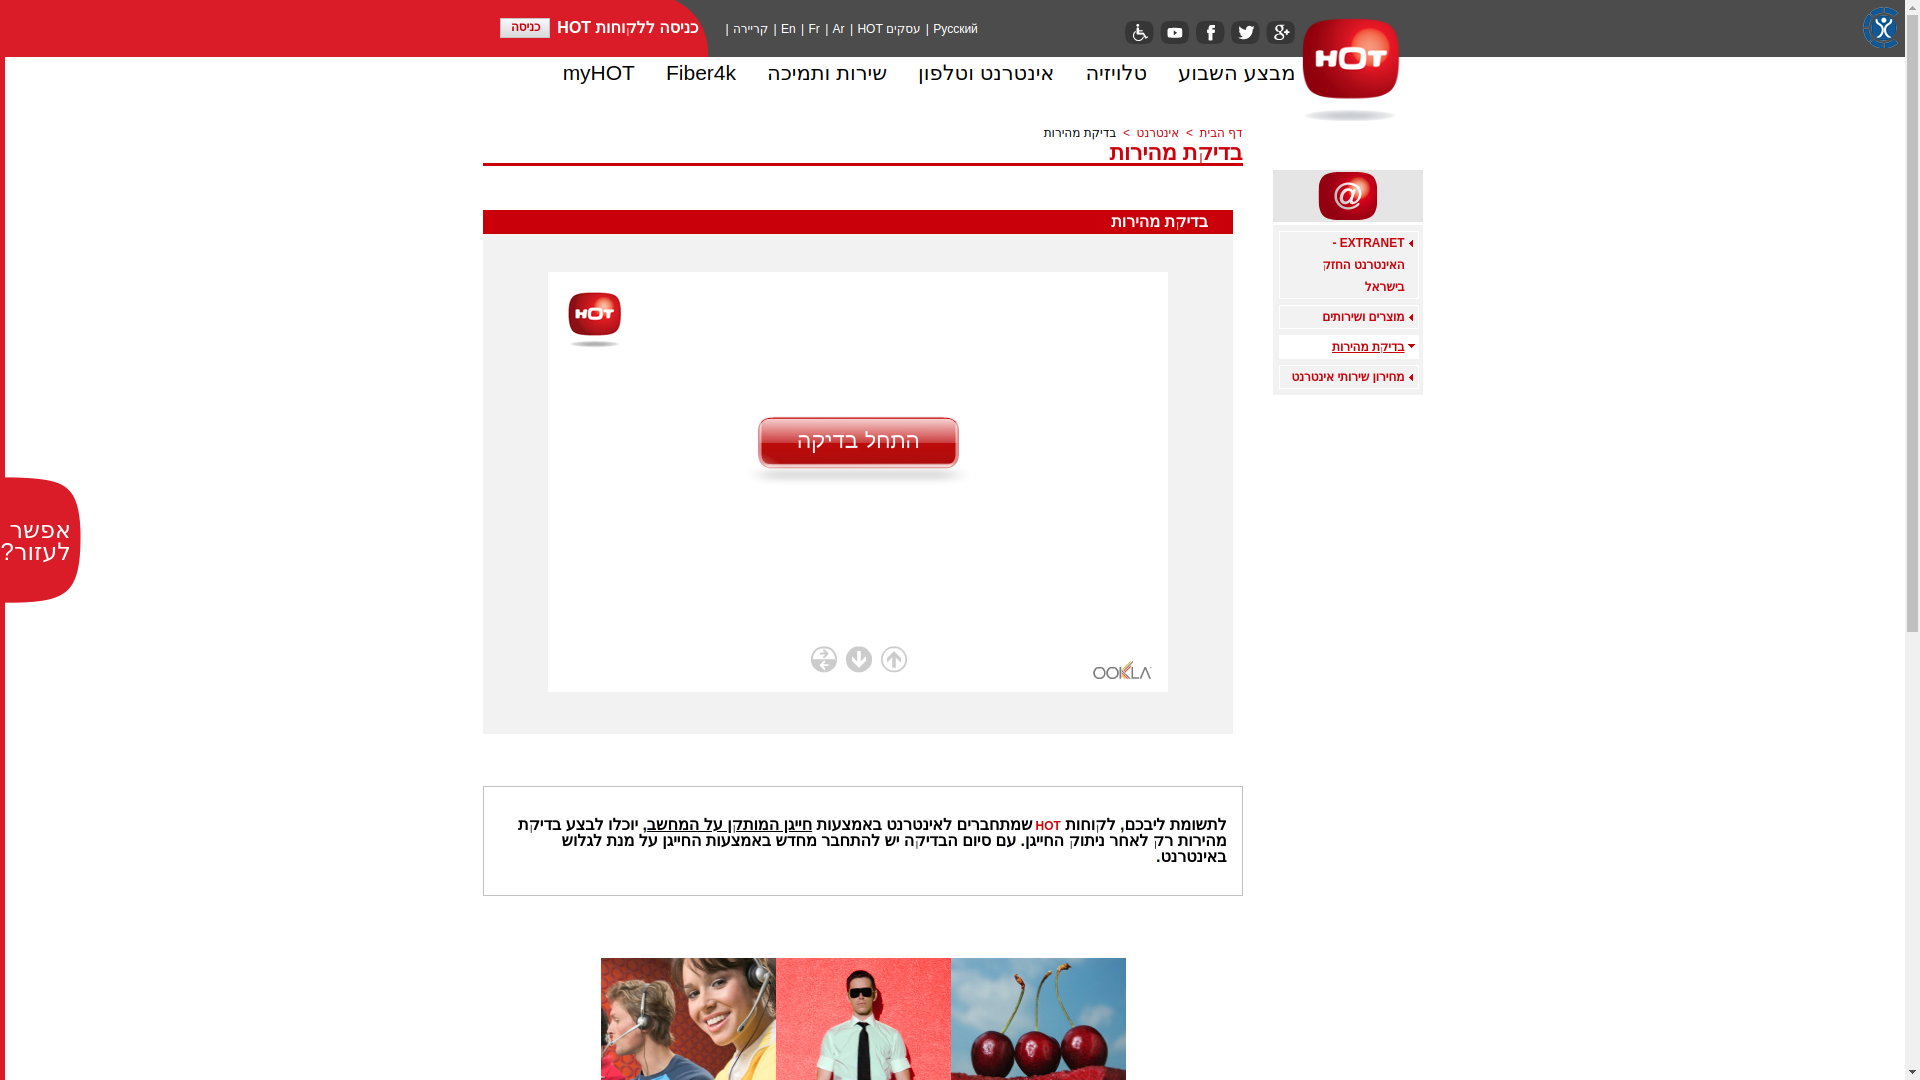 Русский | עסקים HOT | Ar | Fr | En | קריירה |
כניסה ללקוחות HOT
כניסה
HOT
מבצע השבוע
טלויזיה
אינטרנט וטלפון
שירות ותמיכה
Fiber4k
myHOT
דף הבית > אינטרנט > בדיקת מהירות
בדיקת מהירות
EXTRANET -
האינטרנט החזק
בישראל
מוצרים ושירותים
בדיקת מהירות
מחירון שירותי אינטרנט
בדיקת מהירות
HOT
התחל בדיקה
OOKLA
אפשר
לעזור?
לתשומת ליבכם, לקוחות HOT שמתחברים לאינטרנט באמצעות חייגן המותקן על המחשב, יוכלו לבצע בדיקת
מהירות רק לאחר ניתוק החייגן. עם סיום הבדיקה יש להתחבר מחדש באמצעות החייגן על מנת לגלוש
באינטרנט.